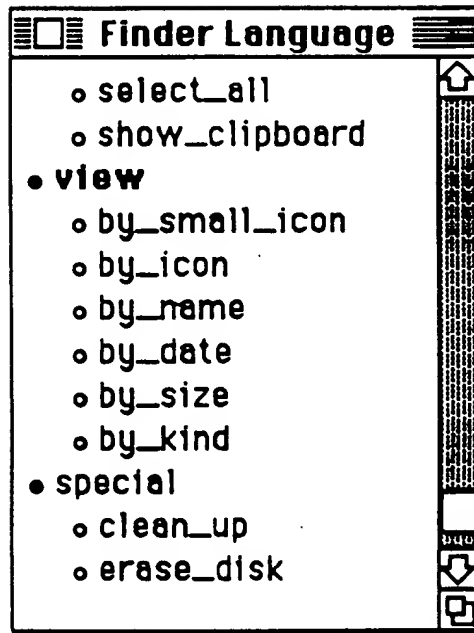 Finder Language
select_all
show_clipboard
view
by_small_icon
by_icon
by_name
by_date
by_size
by_kind
special
clean_up
erase_disk